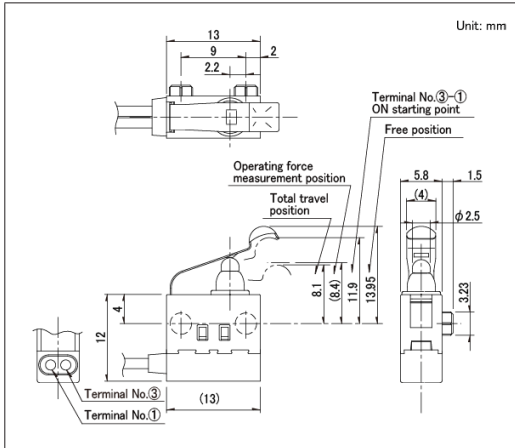 Unit: mm
13
9
2
2.2
Terminal No.③-①
ON starting point
Free position
Operating force
measurement position
Total travel
position
5.8
1.5
(4)
φ2.5
4
12
8.1
(8.4)
11.9
13.95
3.23
(13)
Terminal No.③
Terminal No.①